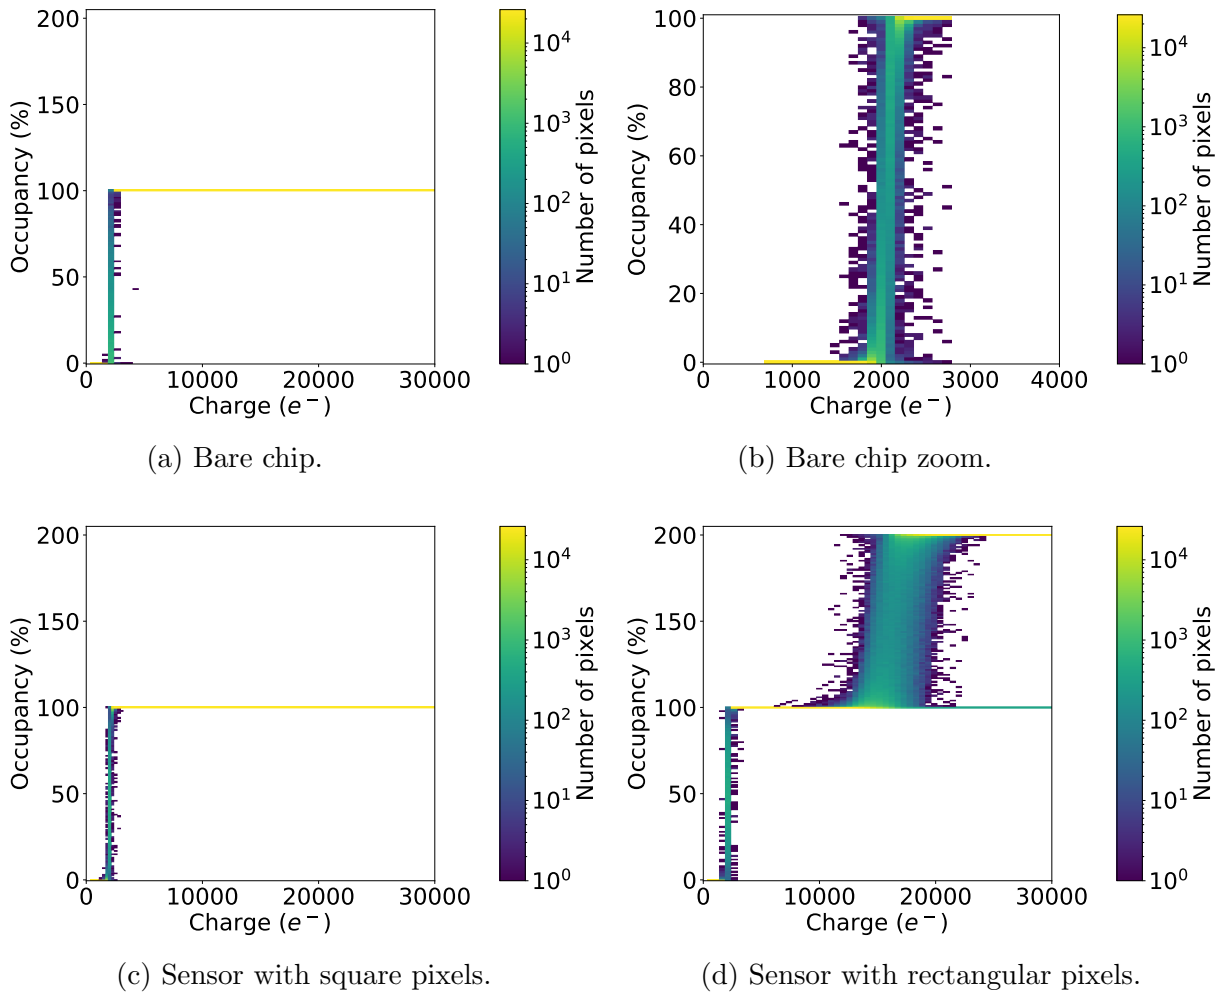 200
150
100
50
0
Occupancy (%)
0 10000 20000 30000
Charge (e⁻)
10⁴
10³
10²
10¹
10⁰
Number of pixels
(a) Bare chip.
100
80
60
40
20
0
Occupancy (%)
0 1000 2000 3000 4000
Charge (e⁻)
10⁴
10³
10²
10¹
10⁰
Number of pixels
(b) Bare chip zoom.
200
150
100
50
0
Occupancy (%)
0 10000 20000 30000
Charge (e⁻)
10⁴
10³
10²
10¹
10⁰
Number of pixels
(c) Sensor with square pixels.
200
150
100
50
0
Occupancy (%)
0 10000 20000 30000
Charge (e⁻)
10⁴
10³
10²
10¹
10⁰
Number of pixels
(d) Sensor with rectangular pixels.